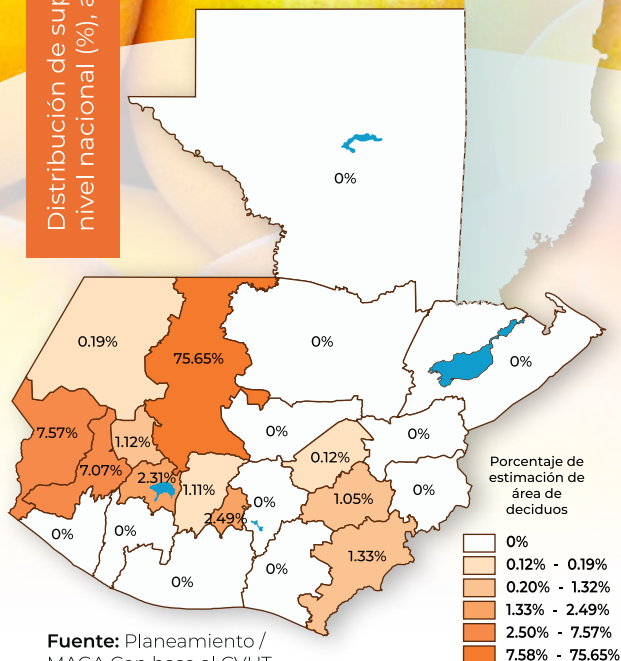 Distribución de
nivel nacional (%),
0%
0.19%
75.65%
0%
0%
7.57%
1.12%
0%
0%
7.07%
2.31%
1.11%
0.12%
0%
2.49%
0%
1.05%
0%
0%
1.33%
0%
0%
Porcentaje de
estimación de
área de
deciduos
0%
0.12% - 0.19%
0.20% - 1.32%
1.33% - 2.49%
2.50% - 7.57%
7.58% - 75.65%
Fuente: Planeamiento /